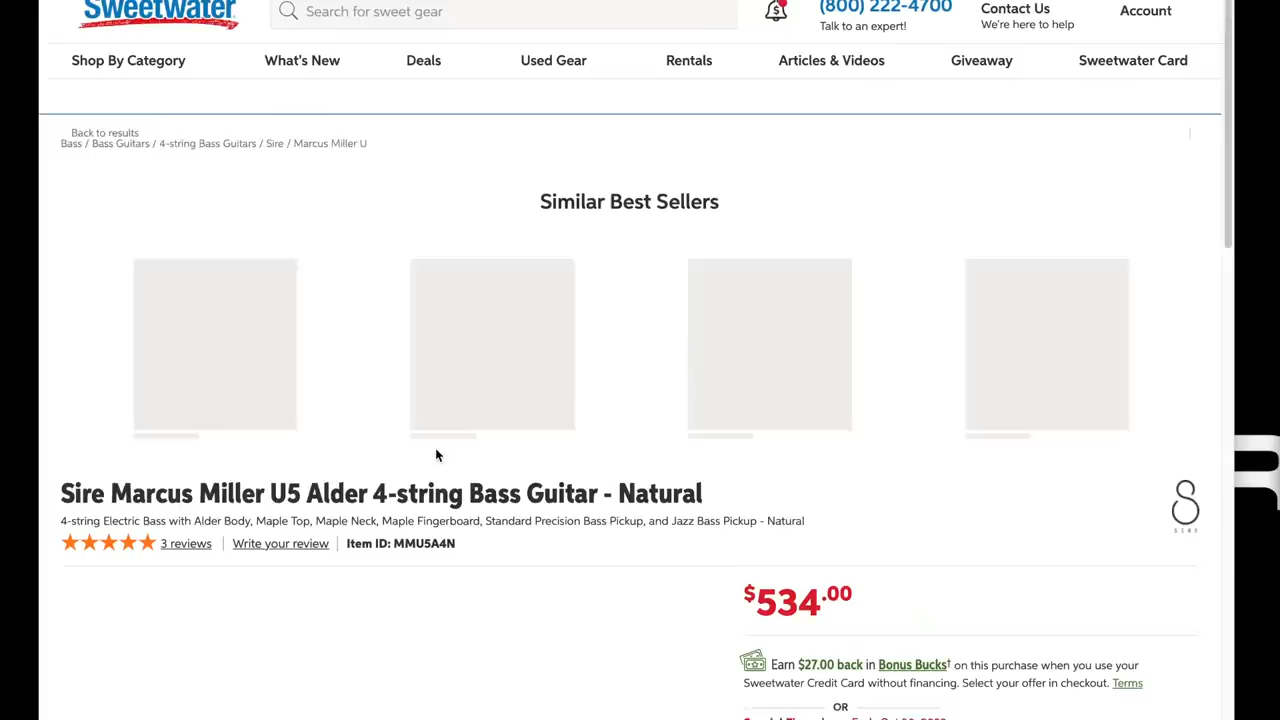 Sweetwater
Search for sweet gear
(800) 222-4700
Talk to an expert!
Contact Us
We're here to help
Account
Shop By Category
What's New
Deals
Used Gear
Rentals
Articles & Videos
Giveaway
Sweetwater Card
Back to results
Bass / Bass Guitars / 4-string Bass Guitars / Sire / Marcus Miller U
Similar Best Sellers
Sire Marcus Miller U5 Alder 4-string Bass Guitar - Natural
4-string Electric Bass with Alder Body, Maple Top, Maple Neck, Maple Fingerboard, Standard Precision Bass Pickup, and Jazz Bass Pickup - Natural
3 reviews
Write your review
Item ID: MMU5A4N
SIRE
$534.00
Earn $27.00 back in Bonus Bucks† on this purchase when you use your
Sweetwater Credit Card without financing. Select your offer in checkout. Terms
OR